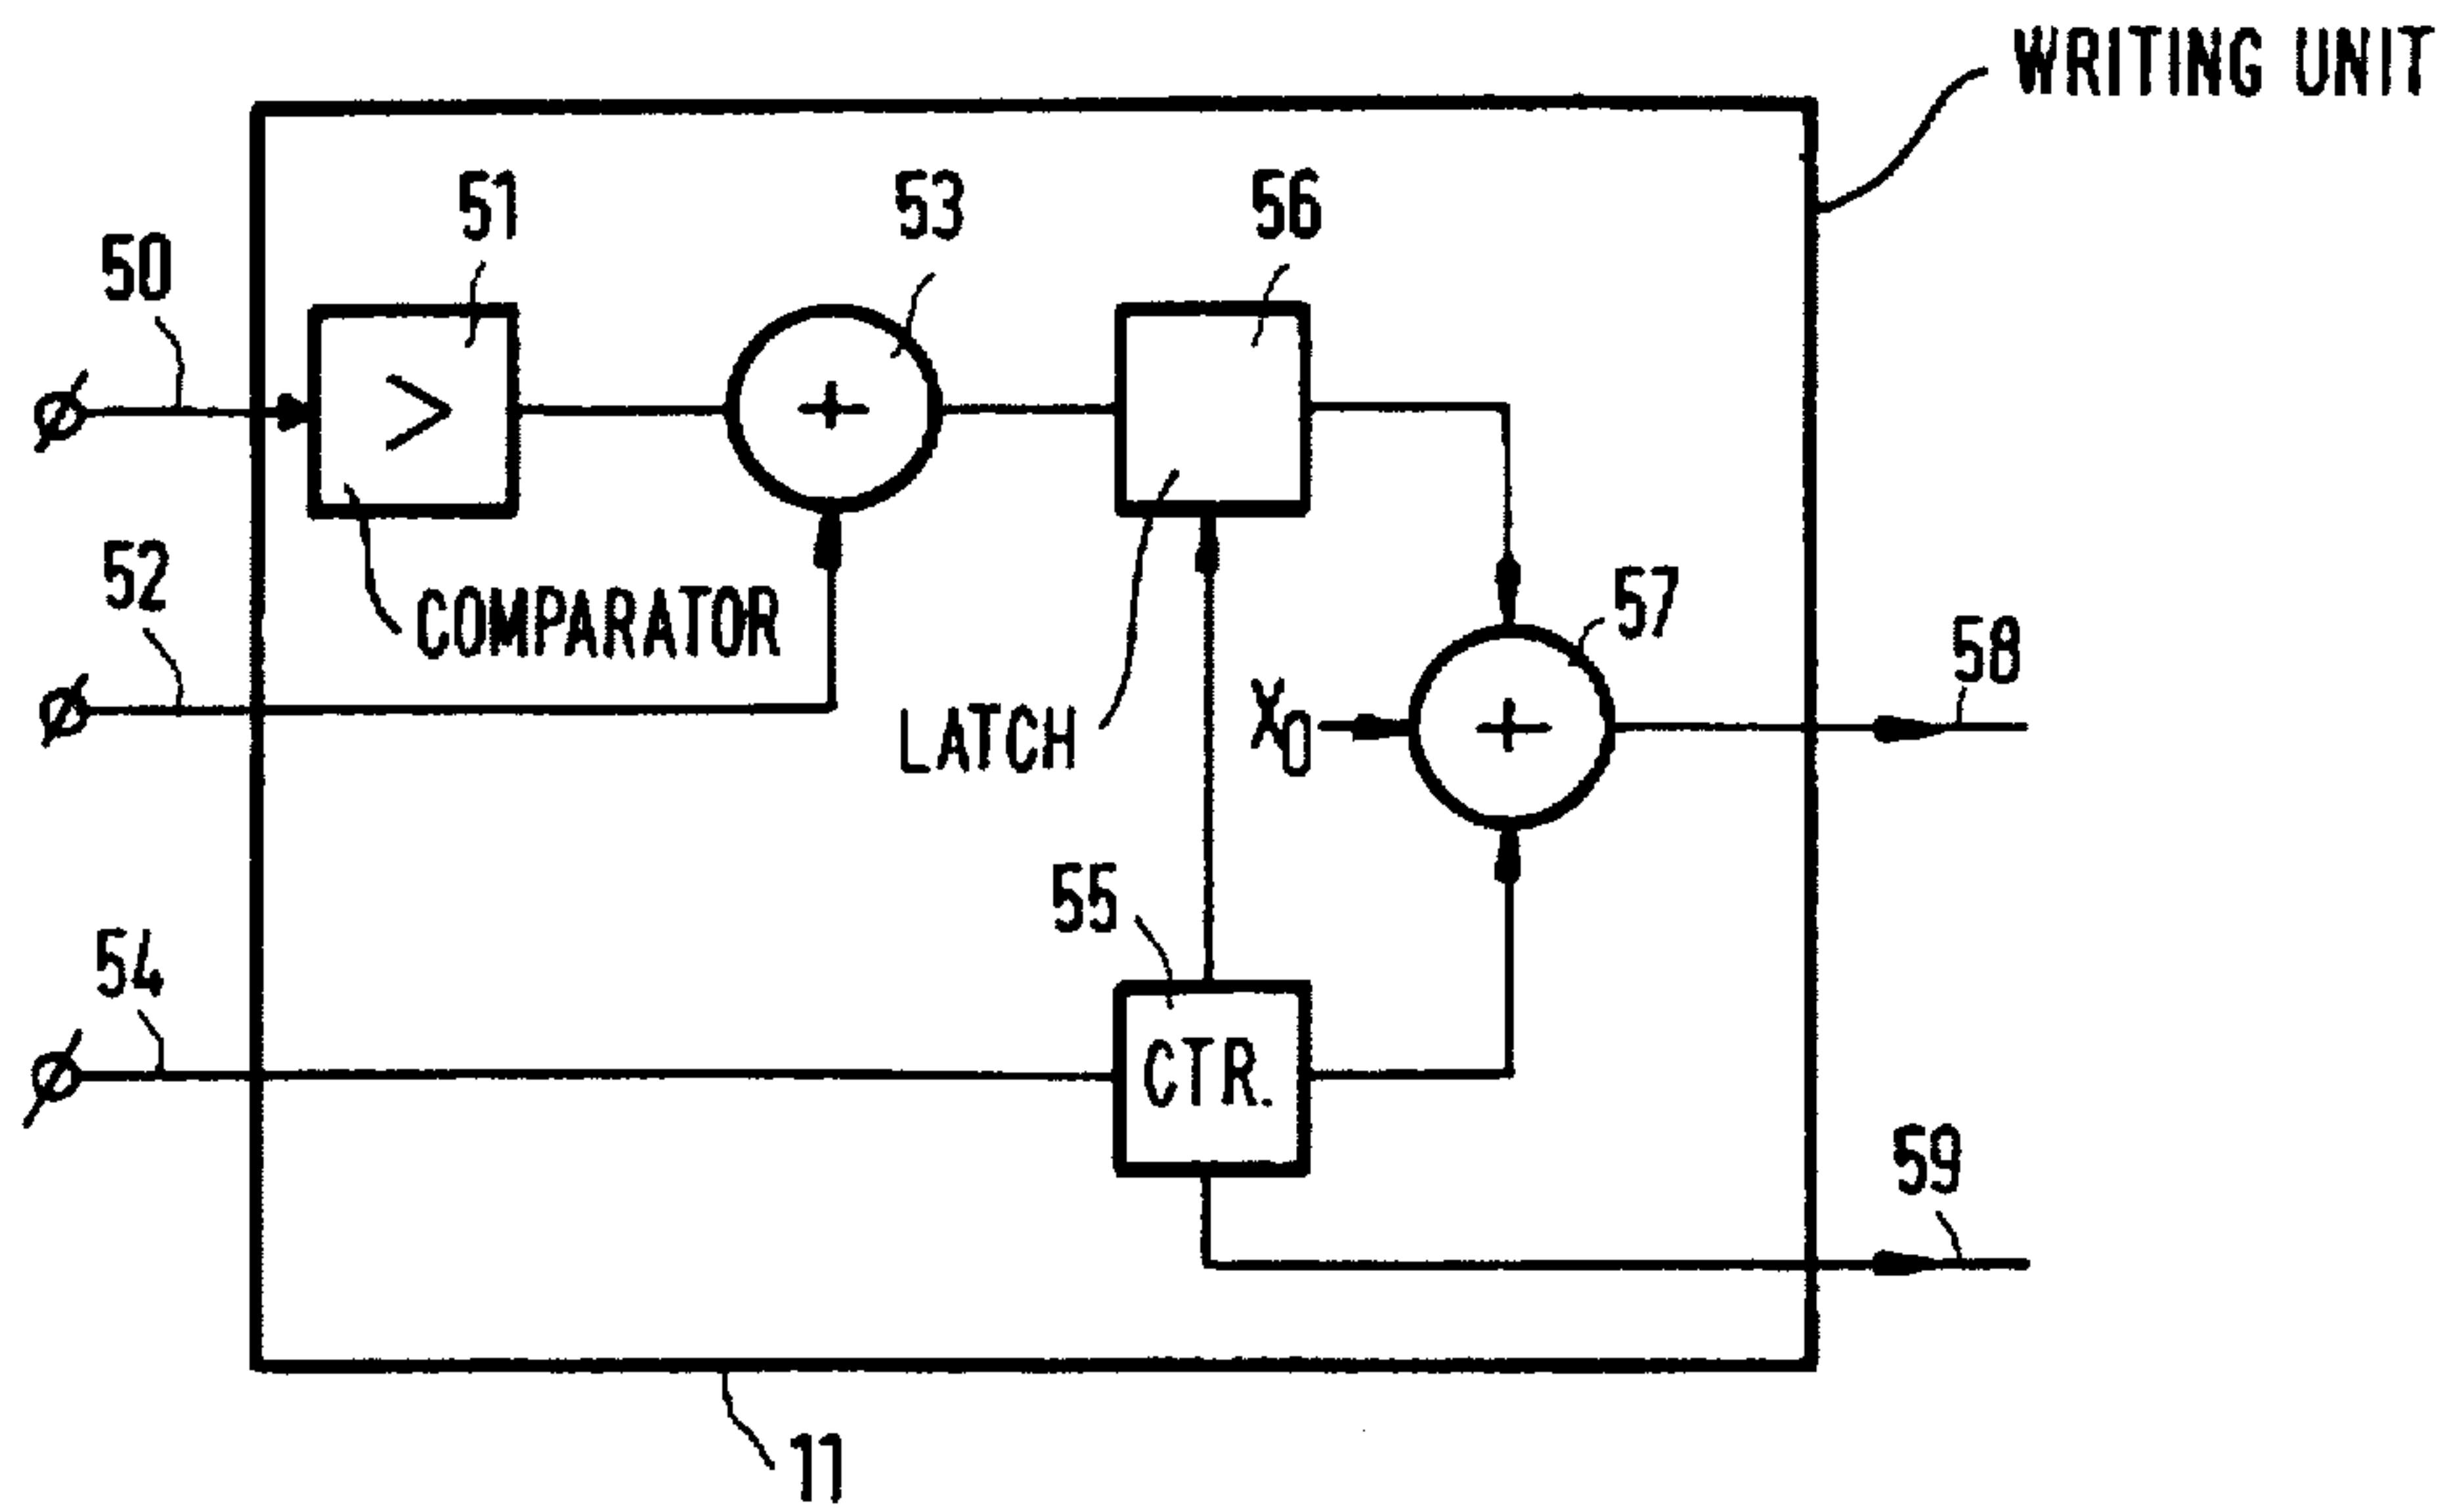 WRITING UNIT
51
53
56
50
>
+
52
COMPARATOR
57
58
LATCH
X0
+
55
54
CTR.
59
11